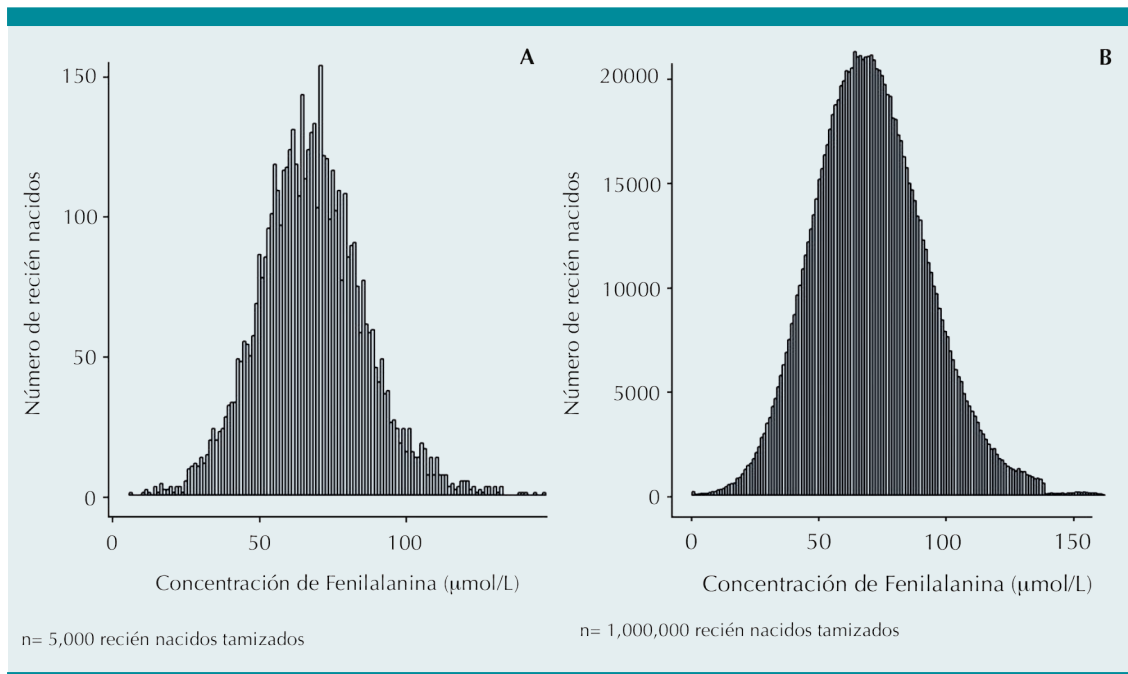 A
150
100
50
0
Número de recién nacidos
0 50 100
Concentración de Fenilalanina (μmol/L)
n= 5,000 recién nacidos tamizados
B
20000
15000
10000
5000
0
Número de recién nacidos
0 50 100 150
Concentración de Fenilalanina (μmol/L)
n= 1,000,000 recién nacidos tamizados